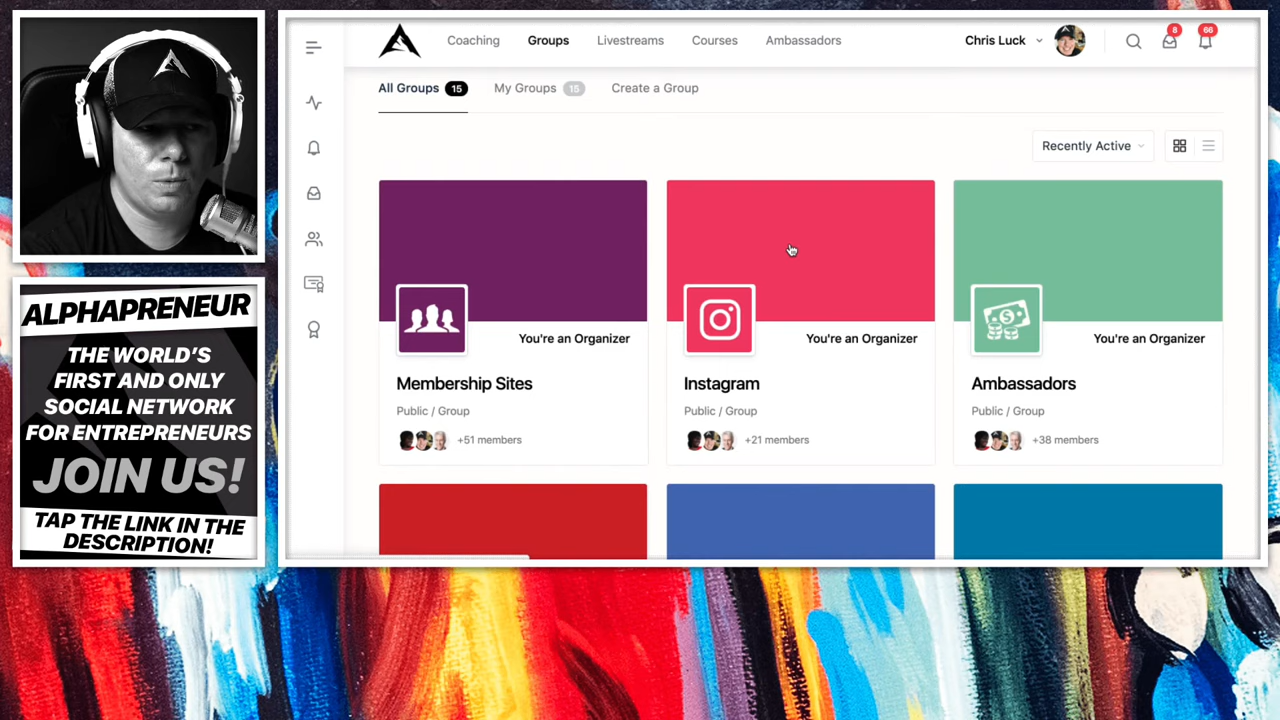 Coaching
Groups
Livestreams
Courses
Ambassadors
Chris Luck
8
66
All Groups 15
My Groups 15
Create a Group
Recently Active
You're an Organizer
Membership Sites
Public / Group
+51 members
You're an Organizer
Instagram
Public / Group
+21 members
You're an Organizer
Ambassadors
Public / Group
+38 members
ALPHAPRENEUR
THE WORLD'S
FIRST AND ONLY
SOCIAL NETWORK
FOR ENTREPRENEURS
JOIN US!
TAP THE LINK IN THE
DESCRIPTION!